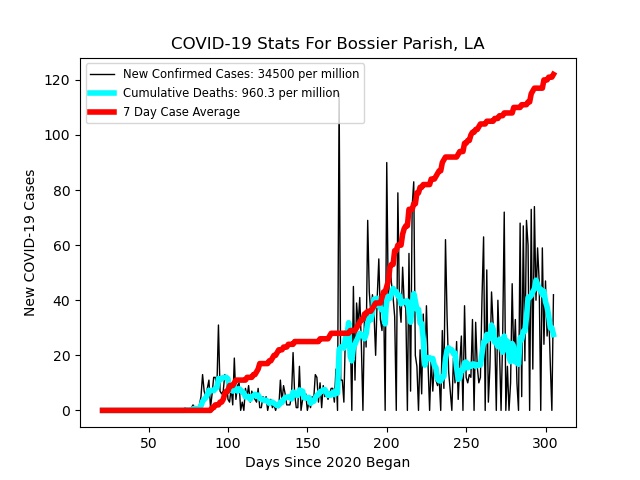 COVID-19 Stats For Bossier Parish, LA
New Confirmed Cases: 34500 per million
Cumulative Deaths: 960.3 per million
7 Day Case Average
120
100
80
60
40
20
0
New COVID-19 Cases
50 100 150 200 250 300
Days Since 2020 Began